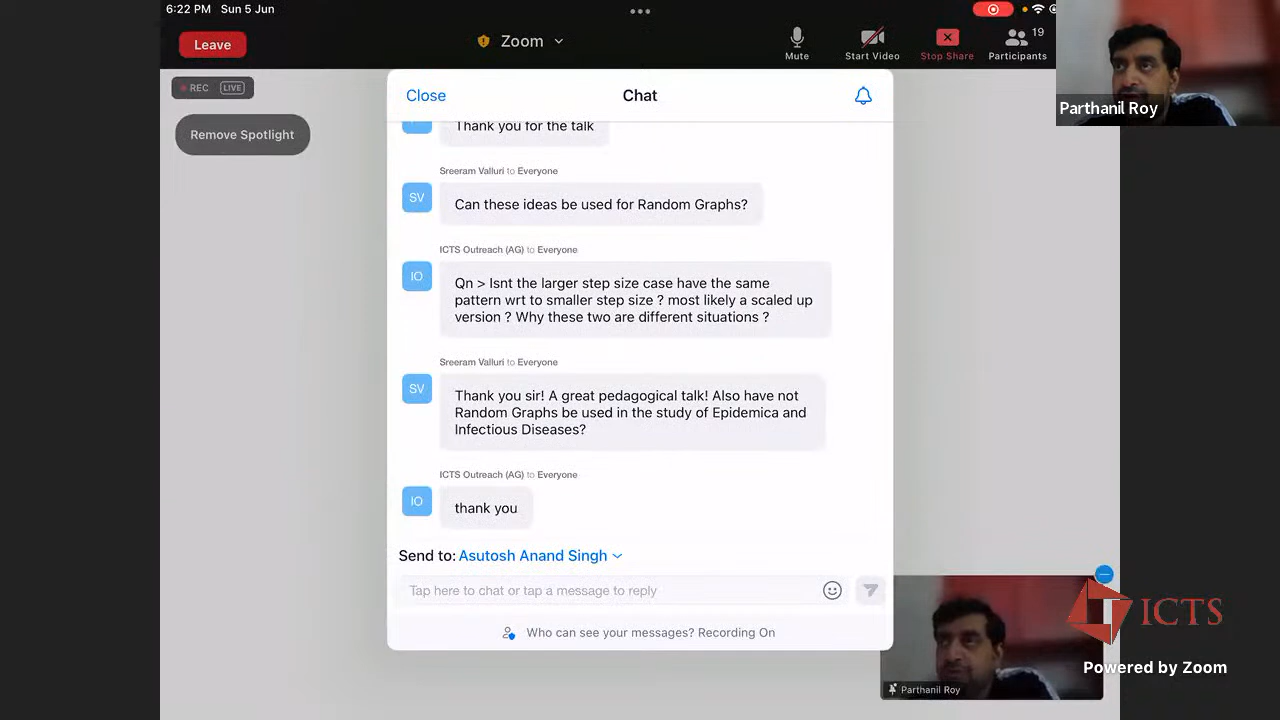 6:22 PM Sun 5 Jun
Leave
Zoom
Mute
Start Video
Stop Share
Participants
19
Parthanil Roy
REC LIVE
Remove Spotlight
Close
Chat
Thank you for the talk
Sreeram Valluri to Everyone
SV
Can these ideas be used for Random Graphs?
ICTS Outreach (AG) to Everyone
IO
Qn > Isnt the larger step size case have the same
pattern wrt to smaller step size ? most likely a scaled up
version ? Why these two are different situations ?
Sreeram Valluri to Everyone
SV
Thank you sir! A great pedagogical talk! Also have not
Random Graphs be used in the study of Epidemica and
Infectious Diseases?
ICTS Outreach (AG) to Everyone
IO
thank you
Send to: Asutosh Anand Singh
Tap here to chat or tap a message to reply
Who can see your messages? Recording On
ICTS
Powered by Zoom
Parthanil Roy